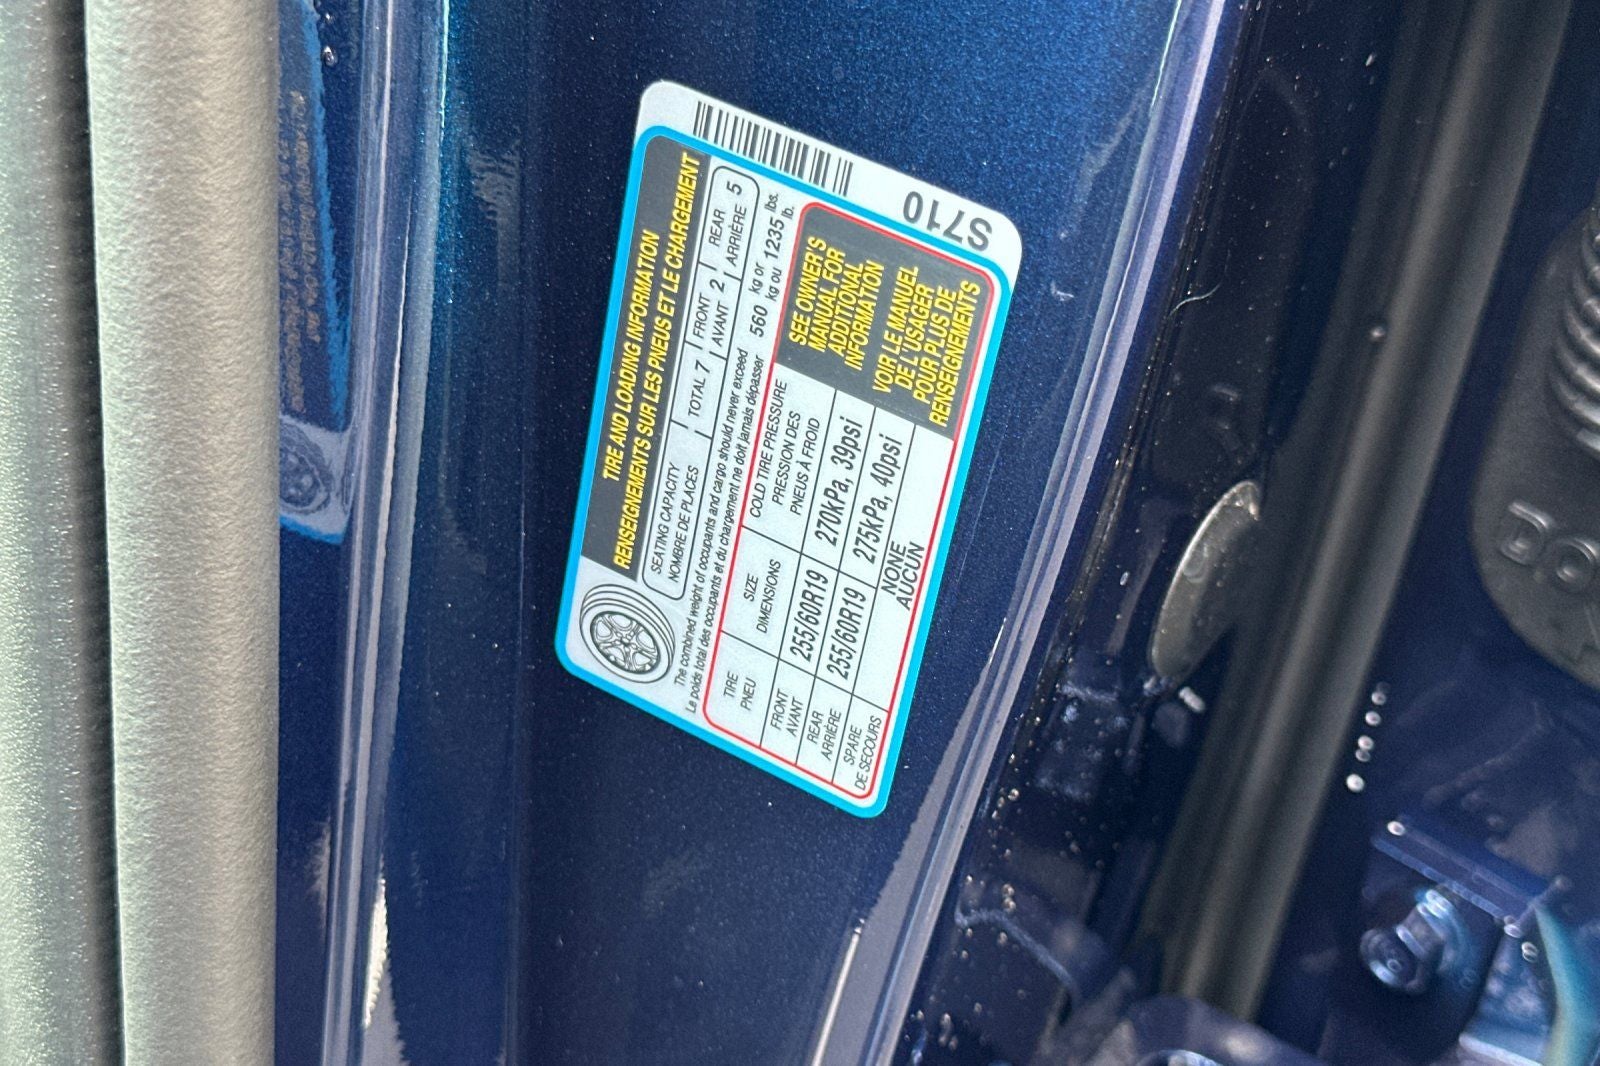 S710
TIRE AND LOADING INFORMATION
RENSEIGNEMENTS SUR LES PNEUS ET LE CHARGEMENT
SEATING CAPACITY
NOMBRE DE PLACES
TOTAL 7
FRONT
AVANT 2
REAR
ARRIÈRE 5
The combined weight of occupants and cargo should never exceed 560 kg or 1235 lbs.
Le poids total des occupants et du chargement ne doit jamais dépasser kg ou lb.
TIRE
PNEU
SIZE
DIMENSIONS
COLD TIRE PRESSURE
PRESSION DES
PNEUS À FROID
FRONT
AVANT
255/60R19
270kPa, 39psi
REAR
ARRIÈRE
255/60R19
275kPa, 40psi
SPARE
DE SECOURS
NONE
AUCUN
SEE OWNER'S
MANUAL FOR
ADDITIONAL
INFORMATION
VOIR LE MANUEL
DE L'USAGER
POUR PLUS DE
RENSEIGNEMENTS